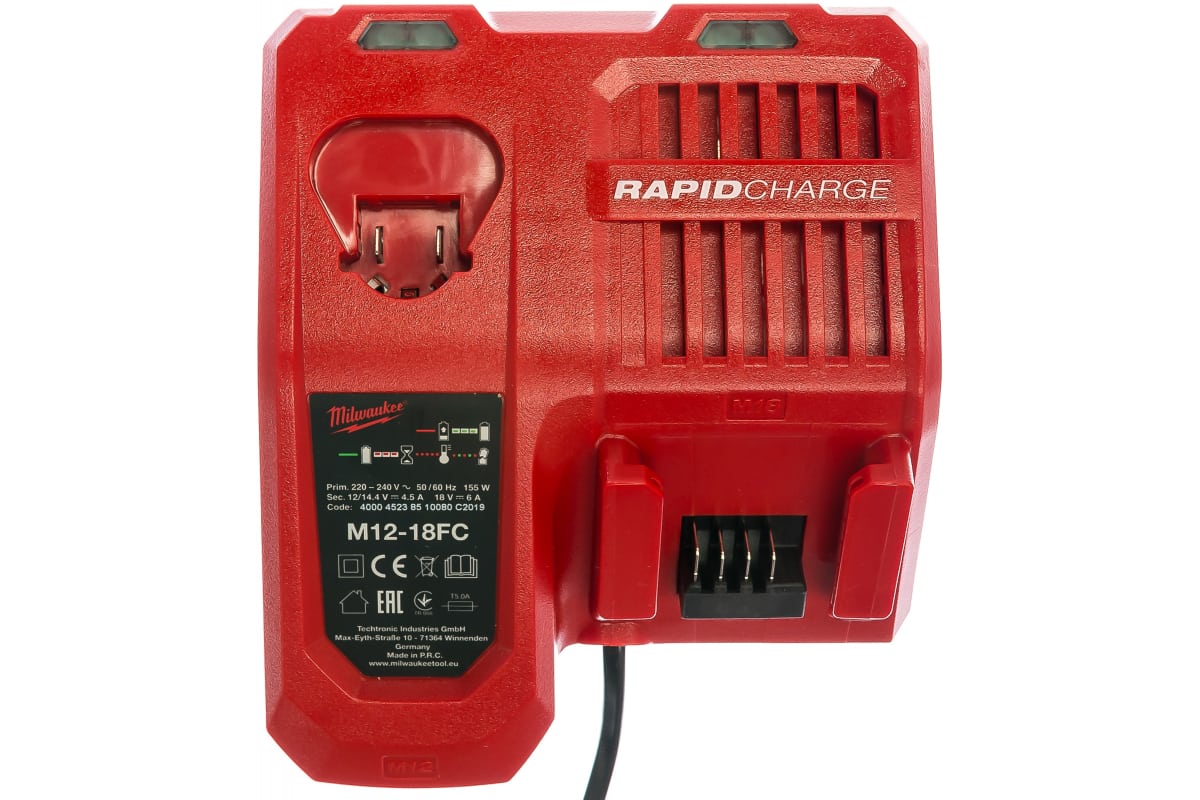 RAPIDCHARGE
M18
Milwaukee
Prim. 220 – 240 V ~ 50/60 Hz 155 W
Sec. 12/14.4 V ⎓ 4.5 A 18 V ⎓ 6 A
Code: 4000 4523 85 10080 C2019
M12-18FC
CE
EAC
T5.0A
Techtronic Industries GmbH
Max-Eyth-Straße 10 - 71364 Winnenden
Germany
Made in P.R.C.
www.milwaukeetool.eu
M12